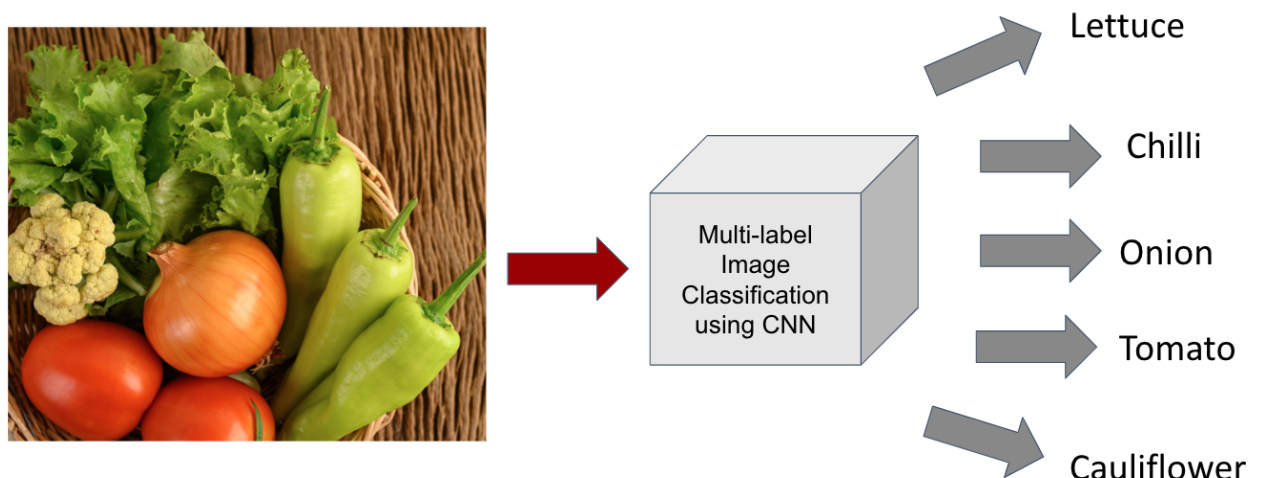 Multi-label
Image
Classification
using CNN
Lettuce
Chilli
Onion
Tomato
Cauliflower